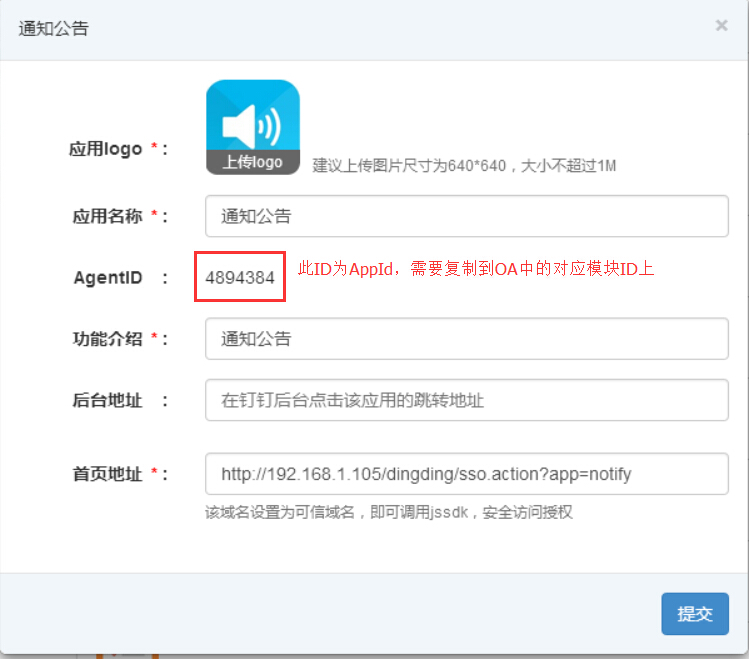 通知公告 ×
应用logo *：
上传logo
建议上传图片尺寸为640*640，大小不超过1M
应用名称 *： 通知公告
AgentID ： 4894384 此ID为AppId，需要复制到OA中的对应模块ID上
功能介绍 *： 通知公告
后台地址 ： 在钉钉后台点击该应用的跳转地址
首页地址 *： http://192.168.1.105/dingding/sso.action?app=notify
该域名设置为可信域名，即可调用jssdk，安全访问授权
提交